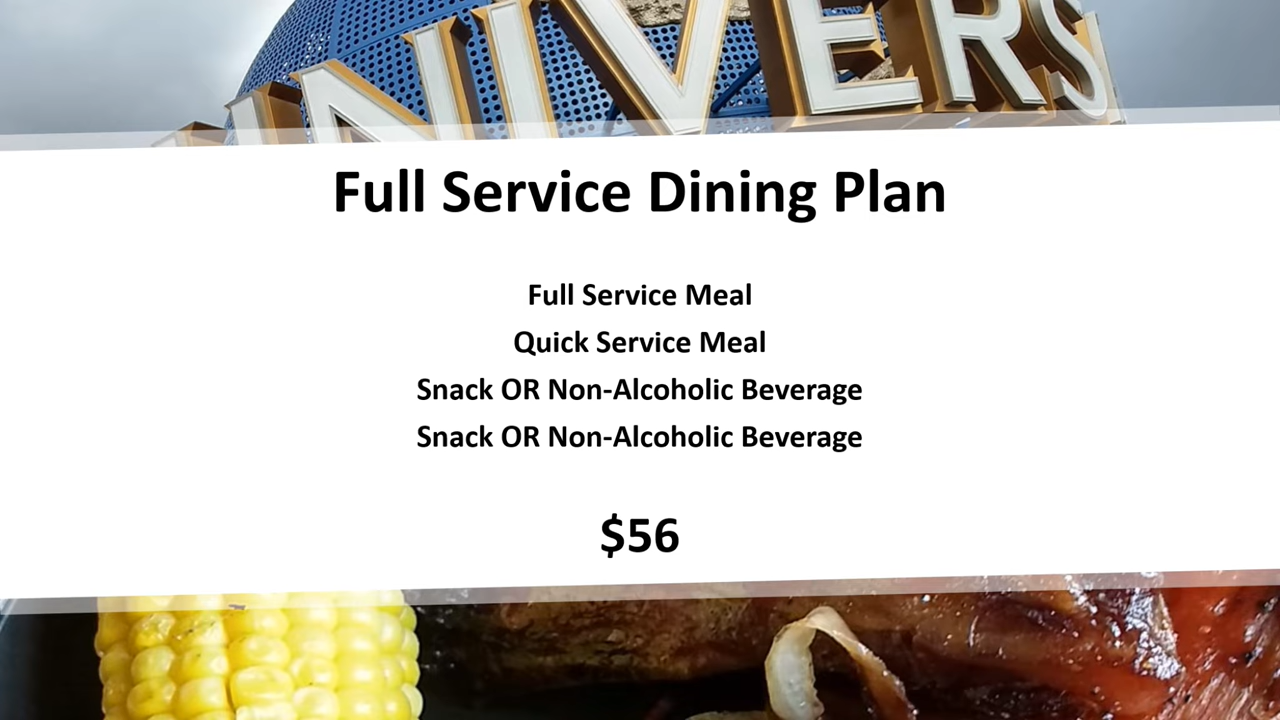 UNIVERS
Full Service Dining Plan
Full Service Meal
Quick Service Meal
Snack OR Non-Alcoholic Beverage
Snack OR Non-Alcoholic Beverage
$56